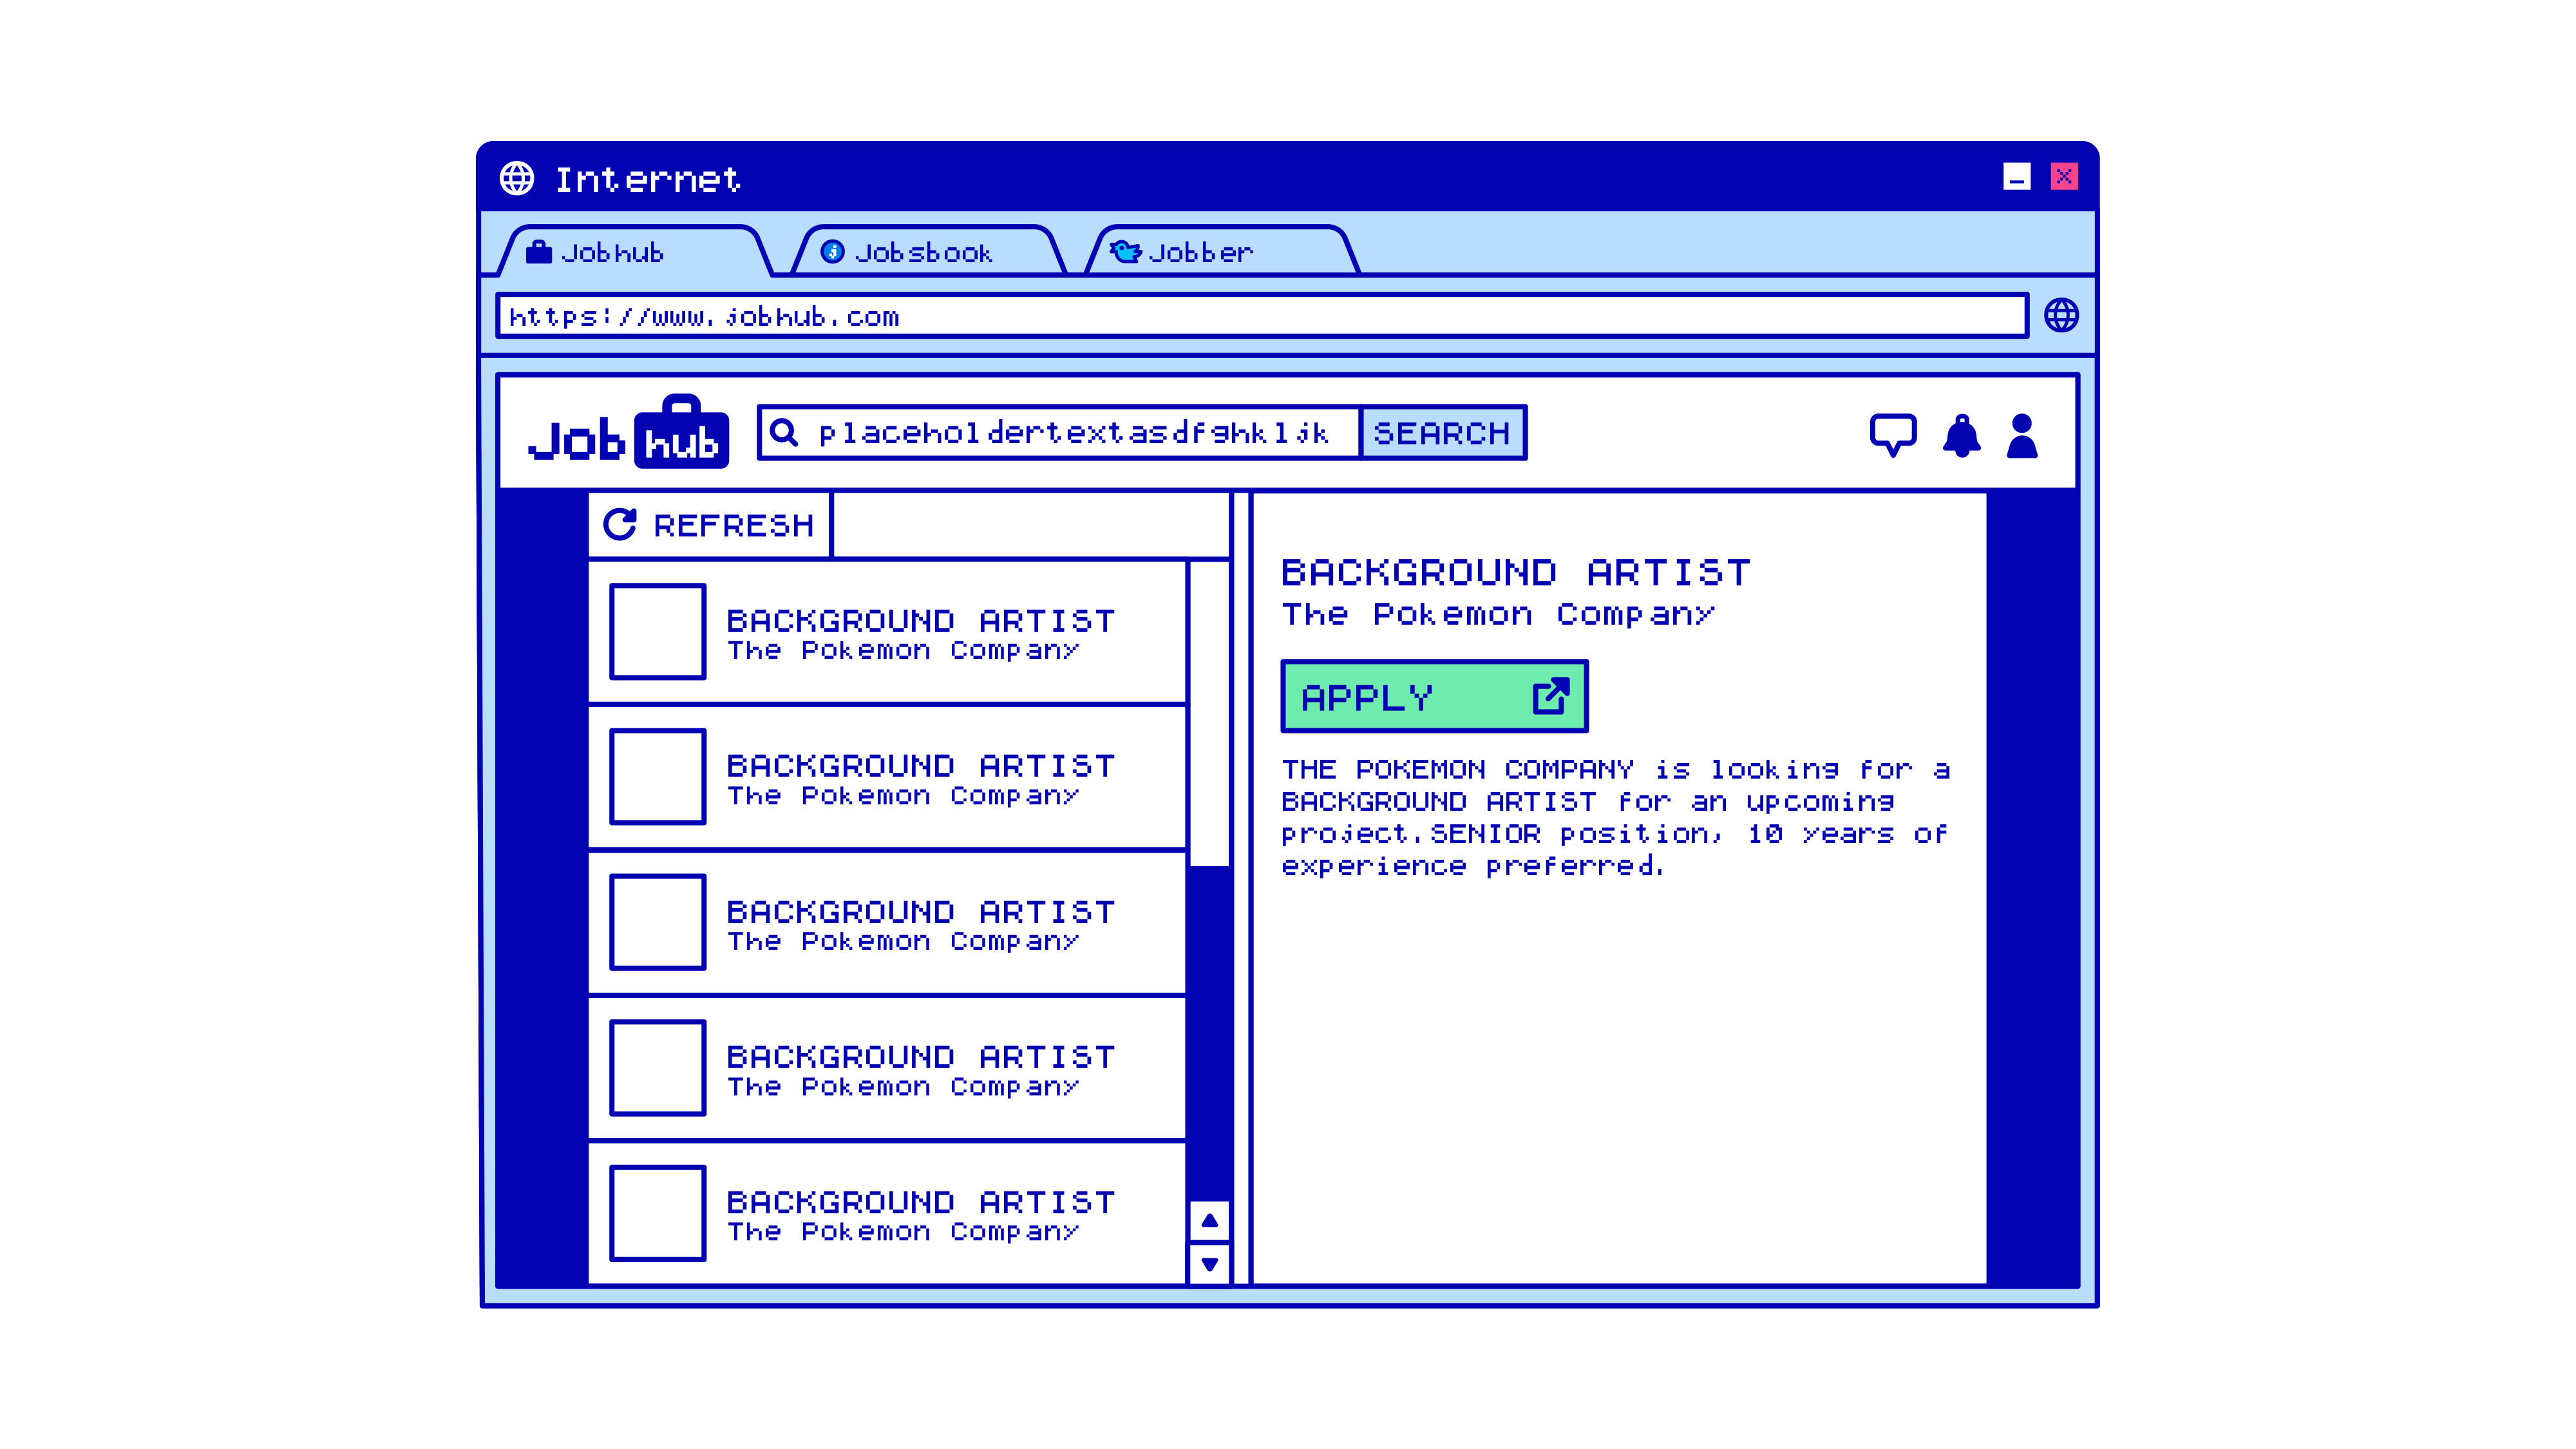 Internet
Jobhub
Jobsbook
Jobber
https://www.jobhub.com
Job hub
placeholdertextasdfghkljk
SEARCH
REFRESH
BACKGROUND ARTIST
The Pokemon Company
BACKGROUND ARTIST
The Pokemon Company
BACKGROUND ARTIST
The Pokemon Company
BACKGROUND ARTIST
The Pokemon Company
BACKGROUND ARTIST
The Pokemon Company
BACKGROUND ARTIST
The Pokemon Company
APPLY
THE POKEMON COMPANY is looking for a
BACKGROUND ARTIST for an upcoming
project.SENIOR position, 10 years of
experience preferred.